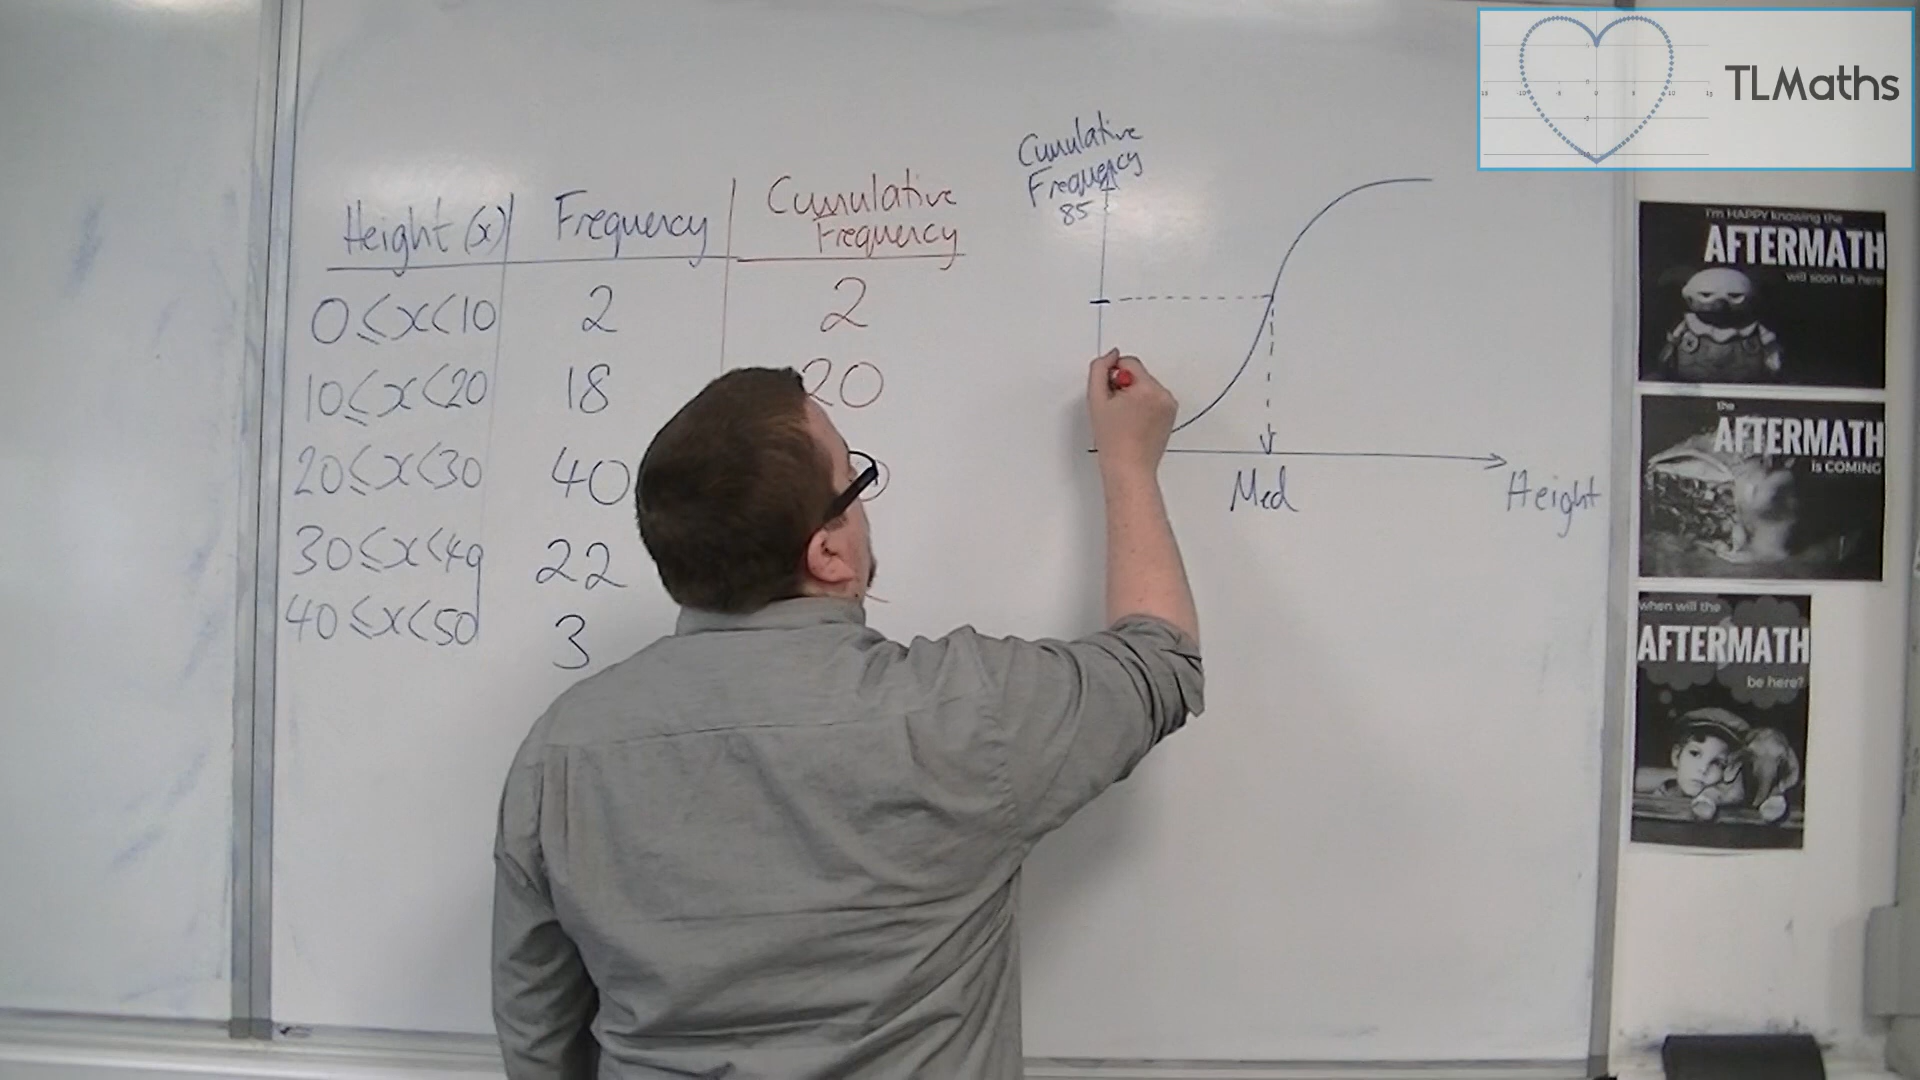 TLMaths
Height (x) Frequency Cumulative Frequency
0≤x<10 2 2
10≤x<20 18 20
20≤x<30 40
30≤x<40 22
40≤x<50 3
Cumulative
Frequency
85
Med
Height
I'm HAPPY knowing the
AFTERMATH
will soon be here
the
AFTERMATH
is COMING
when will the
AFTERMATH
be here?